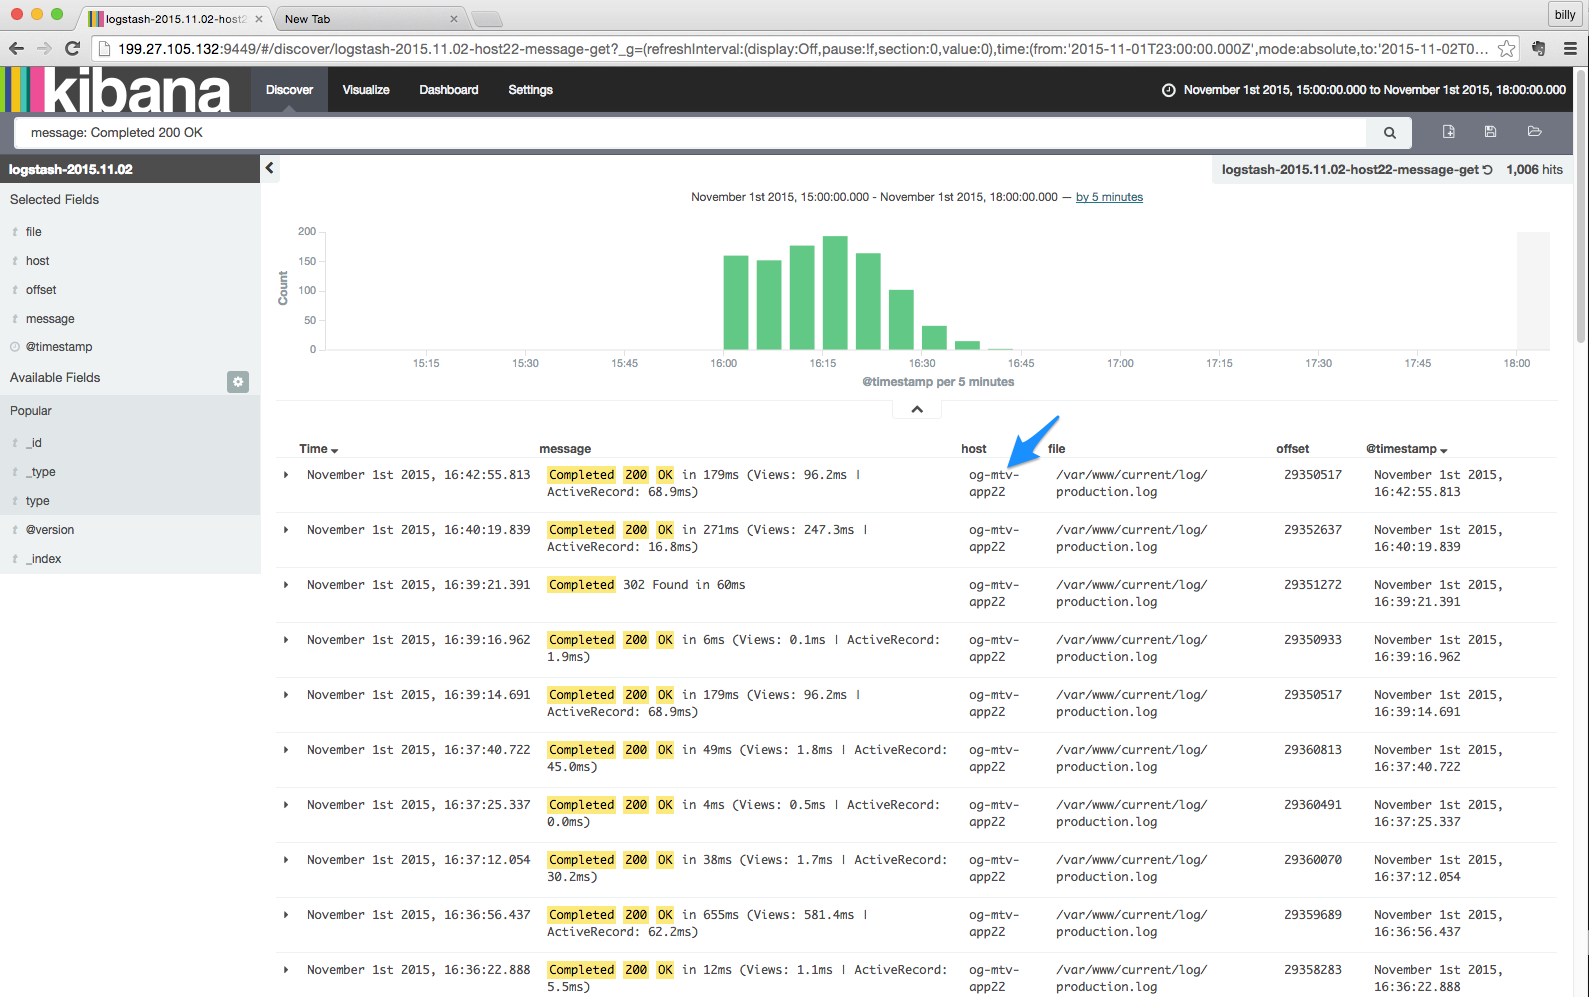 logstash-2015.11.02-host2
New Tab
billy
199.27.105.132:9449/#/discover/logstash-2015.11.02-host22-message-get?_g=(refreshInterval:(display:Off,pause:!f,section:0,value:0),time:(from:'2015-11-01T23:00:00.000Z',mode:absolute,to:'2015-11-02T0...
kibana
Discover
Visualize
Dashboard
Settings
November 1st 2015, 15:00:00.000 to November 1st 2015, 18:00:00.000
message: Completed 200 OK
logstash-2015.11.02
Selected Fields
t file
t host
t offset
t message
@timestamp
Available Fields
Popular
t _id
t _type
t type
t @version
t _index
logstash-2015.11.02-host22-message-get 1,006 hits
November 1st 2015, 15:00:00.000 - November 1st 2015, 18:00:00.000 — by 5 minutes
Count
200
150
100
50
0
15:15 15:30 15:45 16:00 16:15 16:30 16:45 17:00 17:15 17:30 17:45 18:00
@timestamp per 5 minutes
Time message host file offset @timestamp
November 1st 2015, 16:42:55.813 Completed 200 OK in 179ms (Views: 96.2ms | og-mtv- /var/www/current/log/ 29350517 November 1st 2015,
ActiveRecord: 68.9ms) app22 production.log 16:42:55.813
November 1st 2015, 16:40:19.839 Completed 200 OK in 271ms (Views: 247.3ms | og-mtv- /var/www/current/log/ 29352637 November 1st 2015,
ActiveRecord: 16.8ms) app22 production.log 16:40:19.839
November 1st 2015, 16:39:21.391 Completed 302 Found in 60ms og-mtv- /var/www/current/log/ 29351272 November 1st 2015,
app22 production.log 16:39:21.391
November 1st 2015, 16:39:16.962 Completed 200 OK in 6ms (Views: 0.1ms | ActiveRecord: og-mtv- /var/www/current/log/ 29350933 November 1st 2015,
1.9ms) app22 production.log 16:39:16.962
November 1st 2015, 16:39:14.691 Completed 200 OK in 179ms (Views: 96.2ms | og-mtv- /var/www/current/log/ 29350517 November 1st 2015,
ActiveRecord: 68.9ms) app22 production.log 16:39:14.691
November 1st 2015, 16:37:40.722 Completed 200 OK in 49ms (Views: 1.8ms | ActiveRecord: og-mtv- /var/www/current/log/ 29360813 November 1st 2015,
45.0ms) app22 production.log 16:37:40.722
November 1st 2015, 16:37:25.337 Completed 200 OK in 4ms (Views: 0.5ms | ActiveRecord: og-mtv- /var/www/current/log/ 29360491 November 1st 2015,
0.0ms) app22 production.log 16:37:25.337
November 1st 2015, 16:37:12.054 Completed 200 OK in 38ms (Views: 1.7ms | ActiveRecord: og-mtv- /var/www/current/log/ 29360070 November 1st 2015,
30.2ms) app22 production.log 16:37:12.054
November 1st 2015, 16:36:56.437 Completed 200 OK in 655ms (Views: 581.4ms | og-mtv- /var/www/current/log/ 29359689 November 1st 2015,
ActiveRecord: 62.2ms) app22 production.log 16:36:56.437
November 1st 2015, 16:36:22.888 Completed 200 OK in 12ms (Views: 1.1ms | ActiveRecord: og-mtv- /var/www/current/log/ 29358283 November 1st 2015,
5.5ms) app22 production.log 16:36:22.888